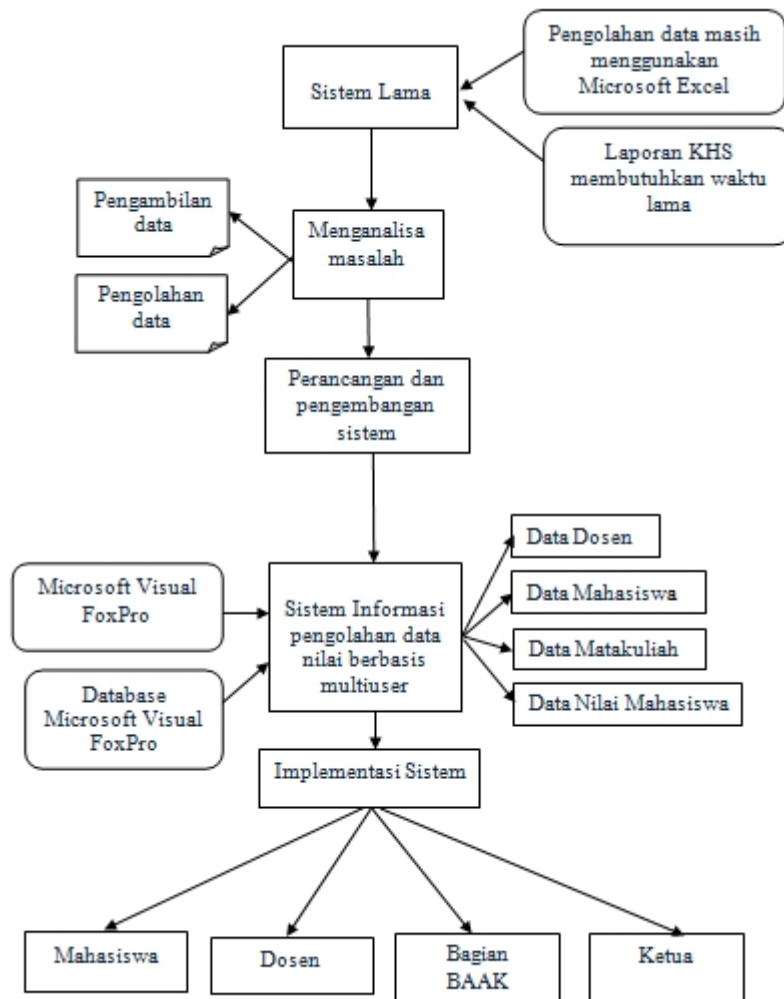 Pengolahan data masih
menggunakan
Microsoft Excel
Sistem Lama
Laporan KHS
membutuhkan waktu
lama
Pengambilan
data
Menganalisa
masalah
Pengolahan
data
Perancangan dan
pengembangan
sistem
Data Dosen
Microsoft Visual
FoxPro
Sistem Informasi
pengolahan data
nilai berbasis
multiuser
Data Mahasiswa
Data Matakuliah
Database
Microsoft Visual
FoxPro
Data Nilai Mahasiswa
Implementasi Sistem
Mahasiswa
Dosen
Bagian
BAAK
Ketua